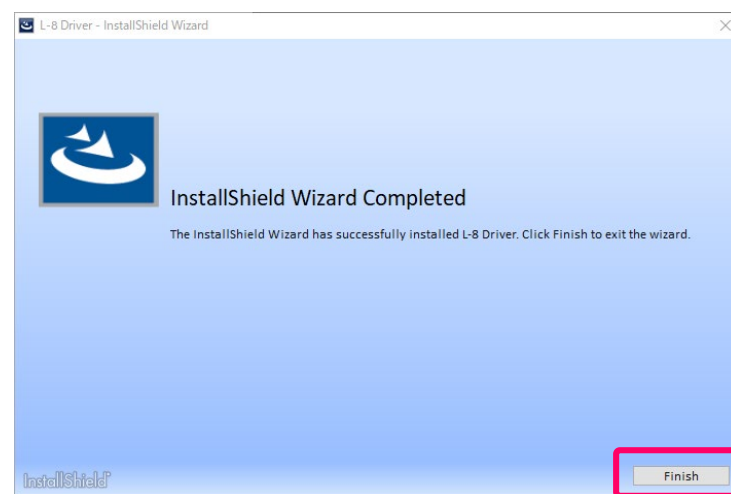 L-8 Driver - InstallShield Wizard
InstallShield Wizard Completed
The InstallShield Wizard has successfully installed L-8 Driver. Click Finish to exit the wizard.
InstallShield
Finish